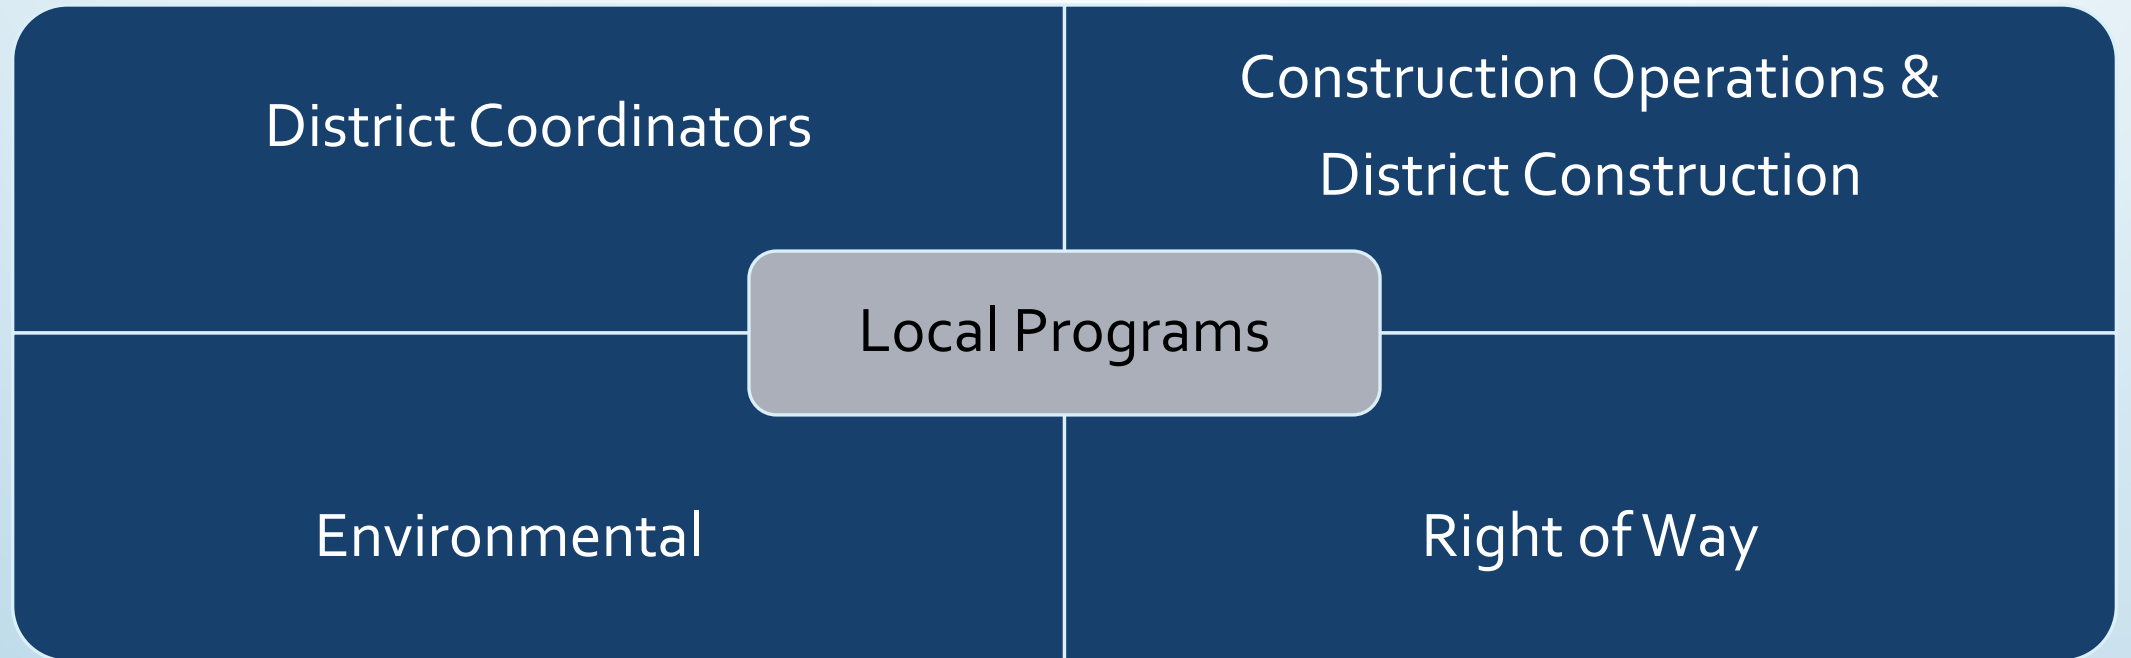 District Coordinators
Construction Operations &
District Construction
Local Programs
Environmental
Right of Way